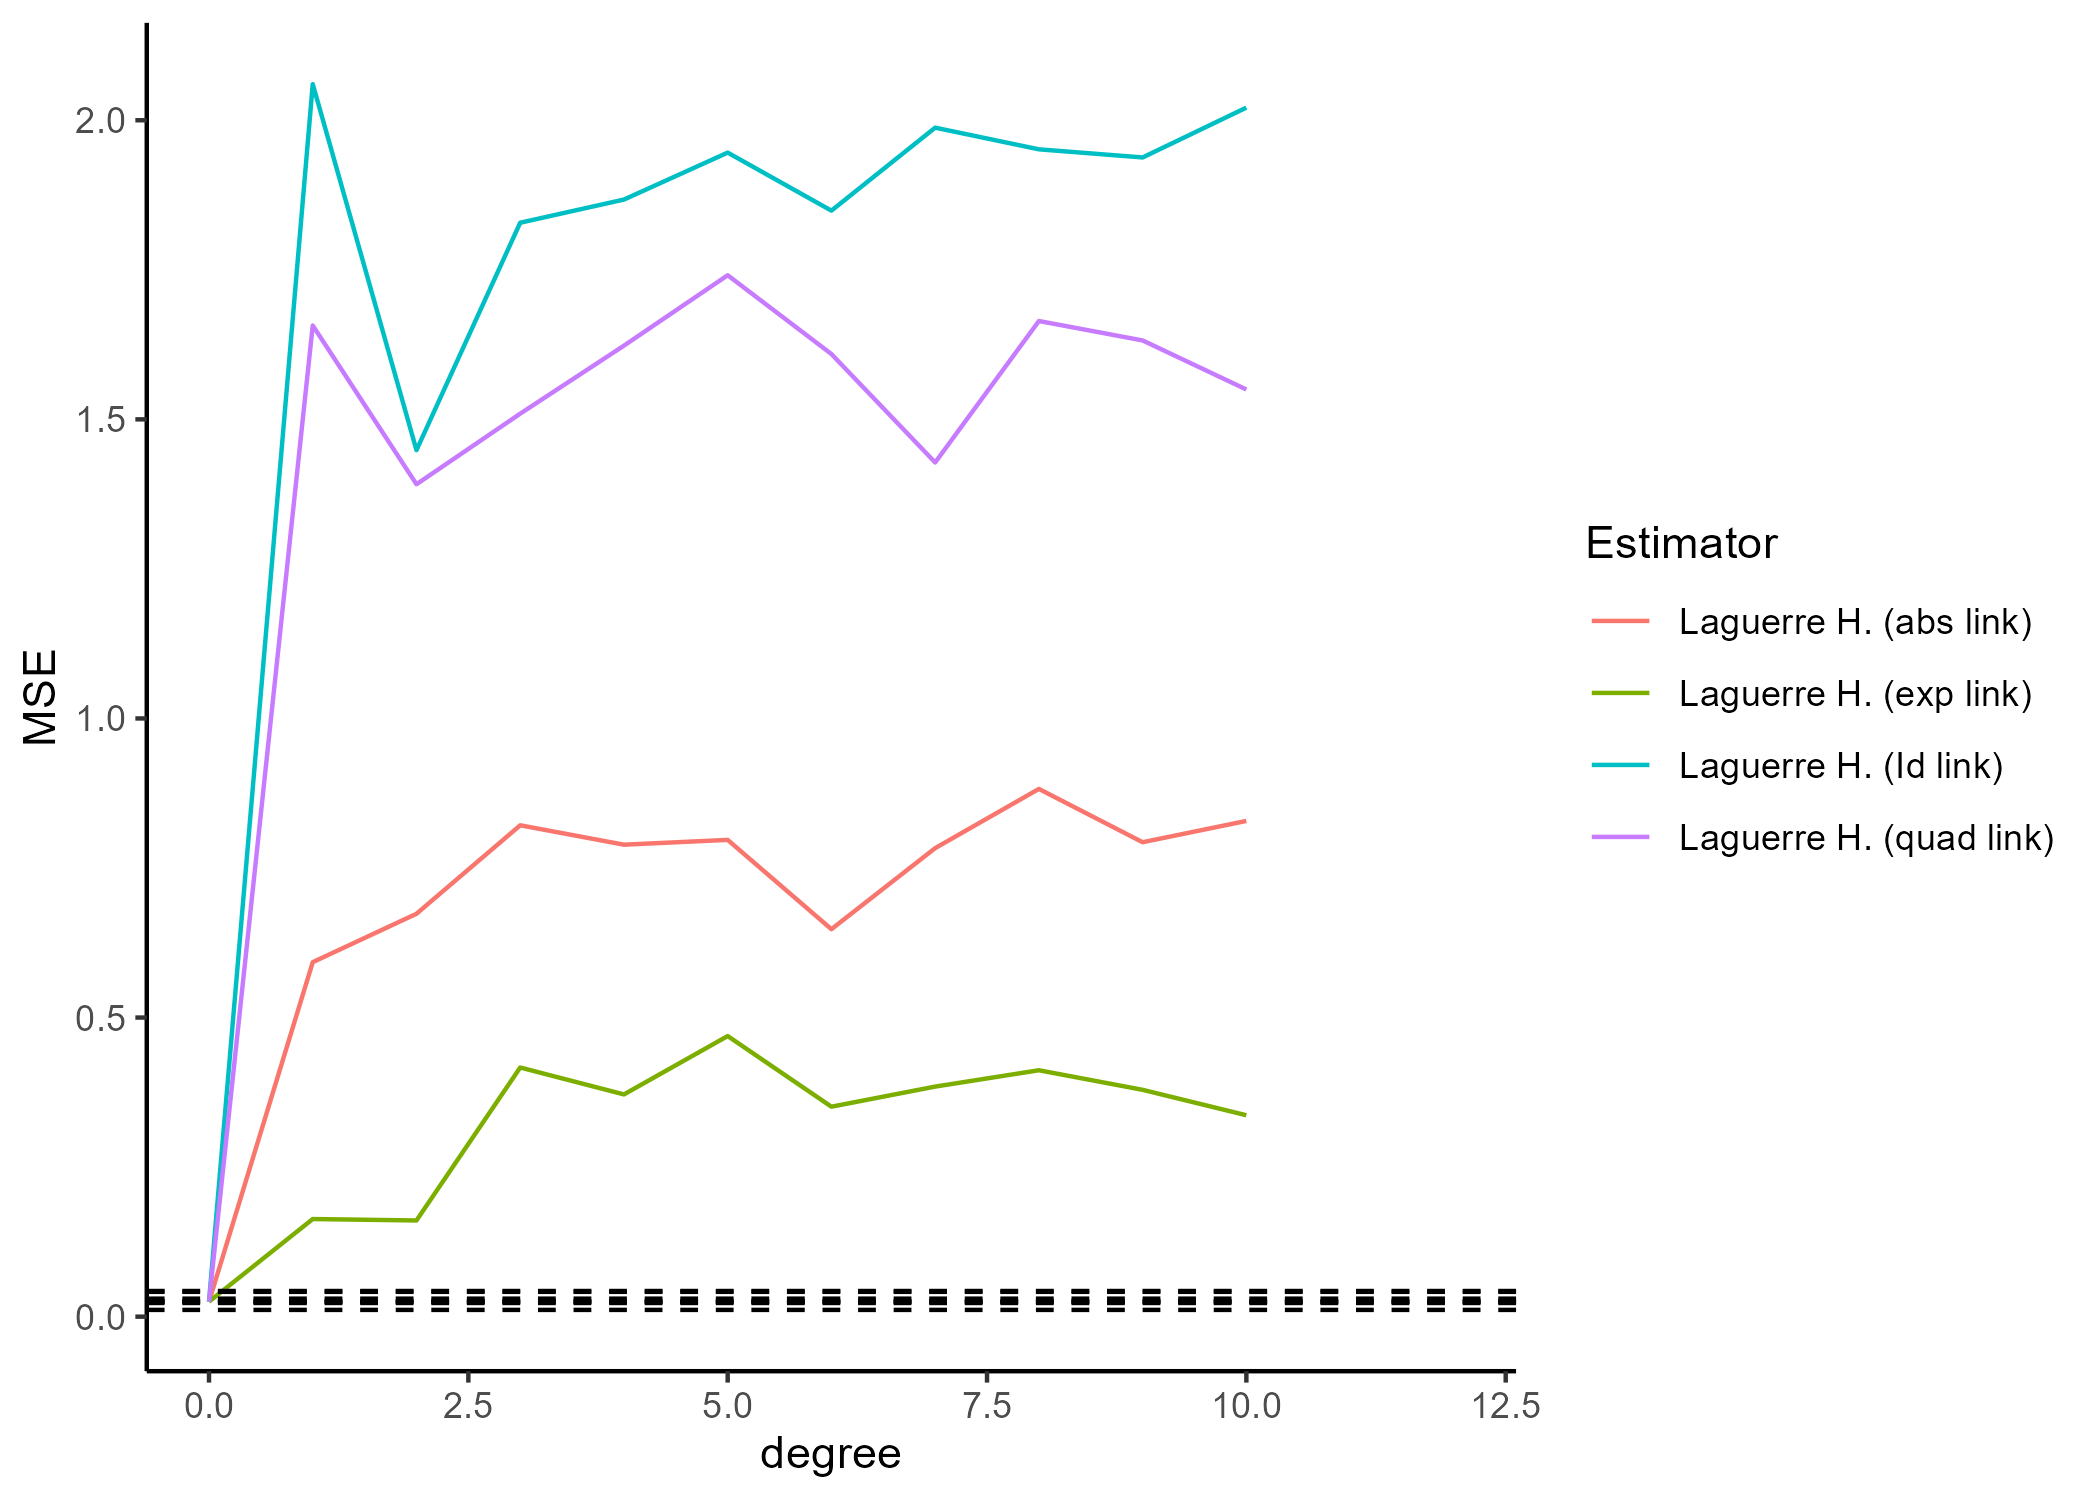 2.0
1.5
1.0
0.5
0.0
MSE
0.0 2.5 5.0 7.5 10.0 12.5
degree
Estimator
Laguerre H. (abs link)
Laguerre H. (exp link)
Laguerre H. (Id link)
Laguerre H. (quad link)